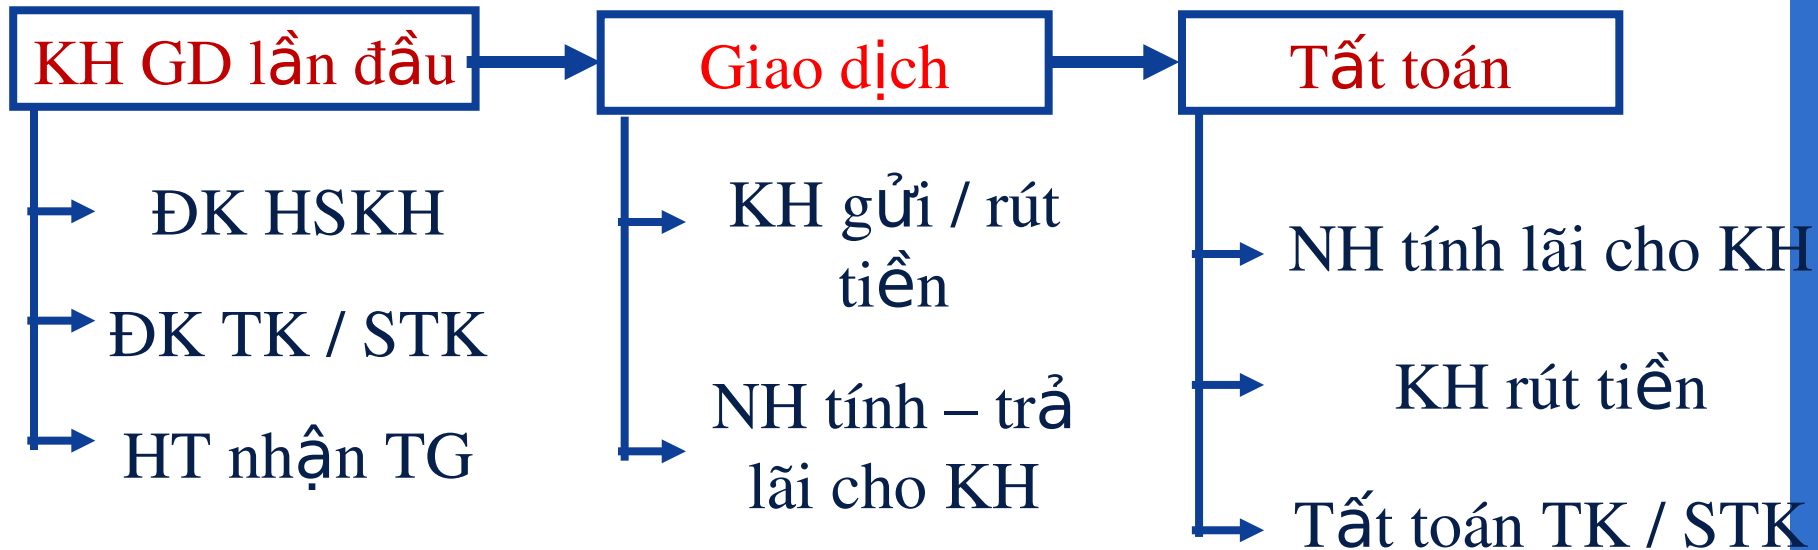 KH GD lần đầu
ĐK HSKH
ĐK TK / STK
HT nhận TG
Giao dịch
KH gửi / rút
tiền
NH tính – trả
lãi cho KH
Tất toán
NH tính lãi cho KH
KH rút tiền
Tất toán TK / STK